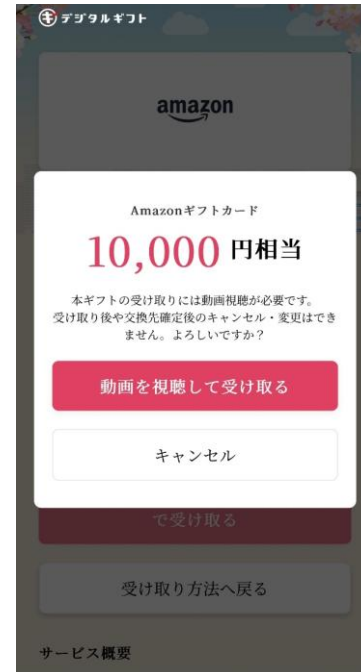 デジタルギフト
amazon
Amazonギフトカード
10,000 円相当
本ギフトの受け取りには動画視聴が必要です。
受け取り後や交換先確定後のキャンセル・変更はでき
ません。よろしいですか？
動画を視聴して受け取る
キャンセル
で受け取る
受け取り方法へ戻る
サービス概要